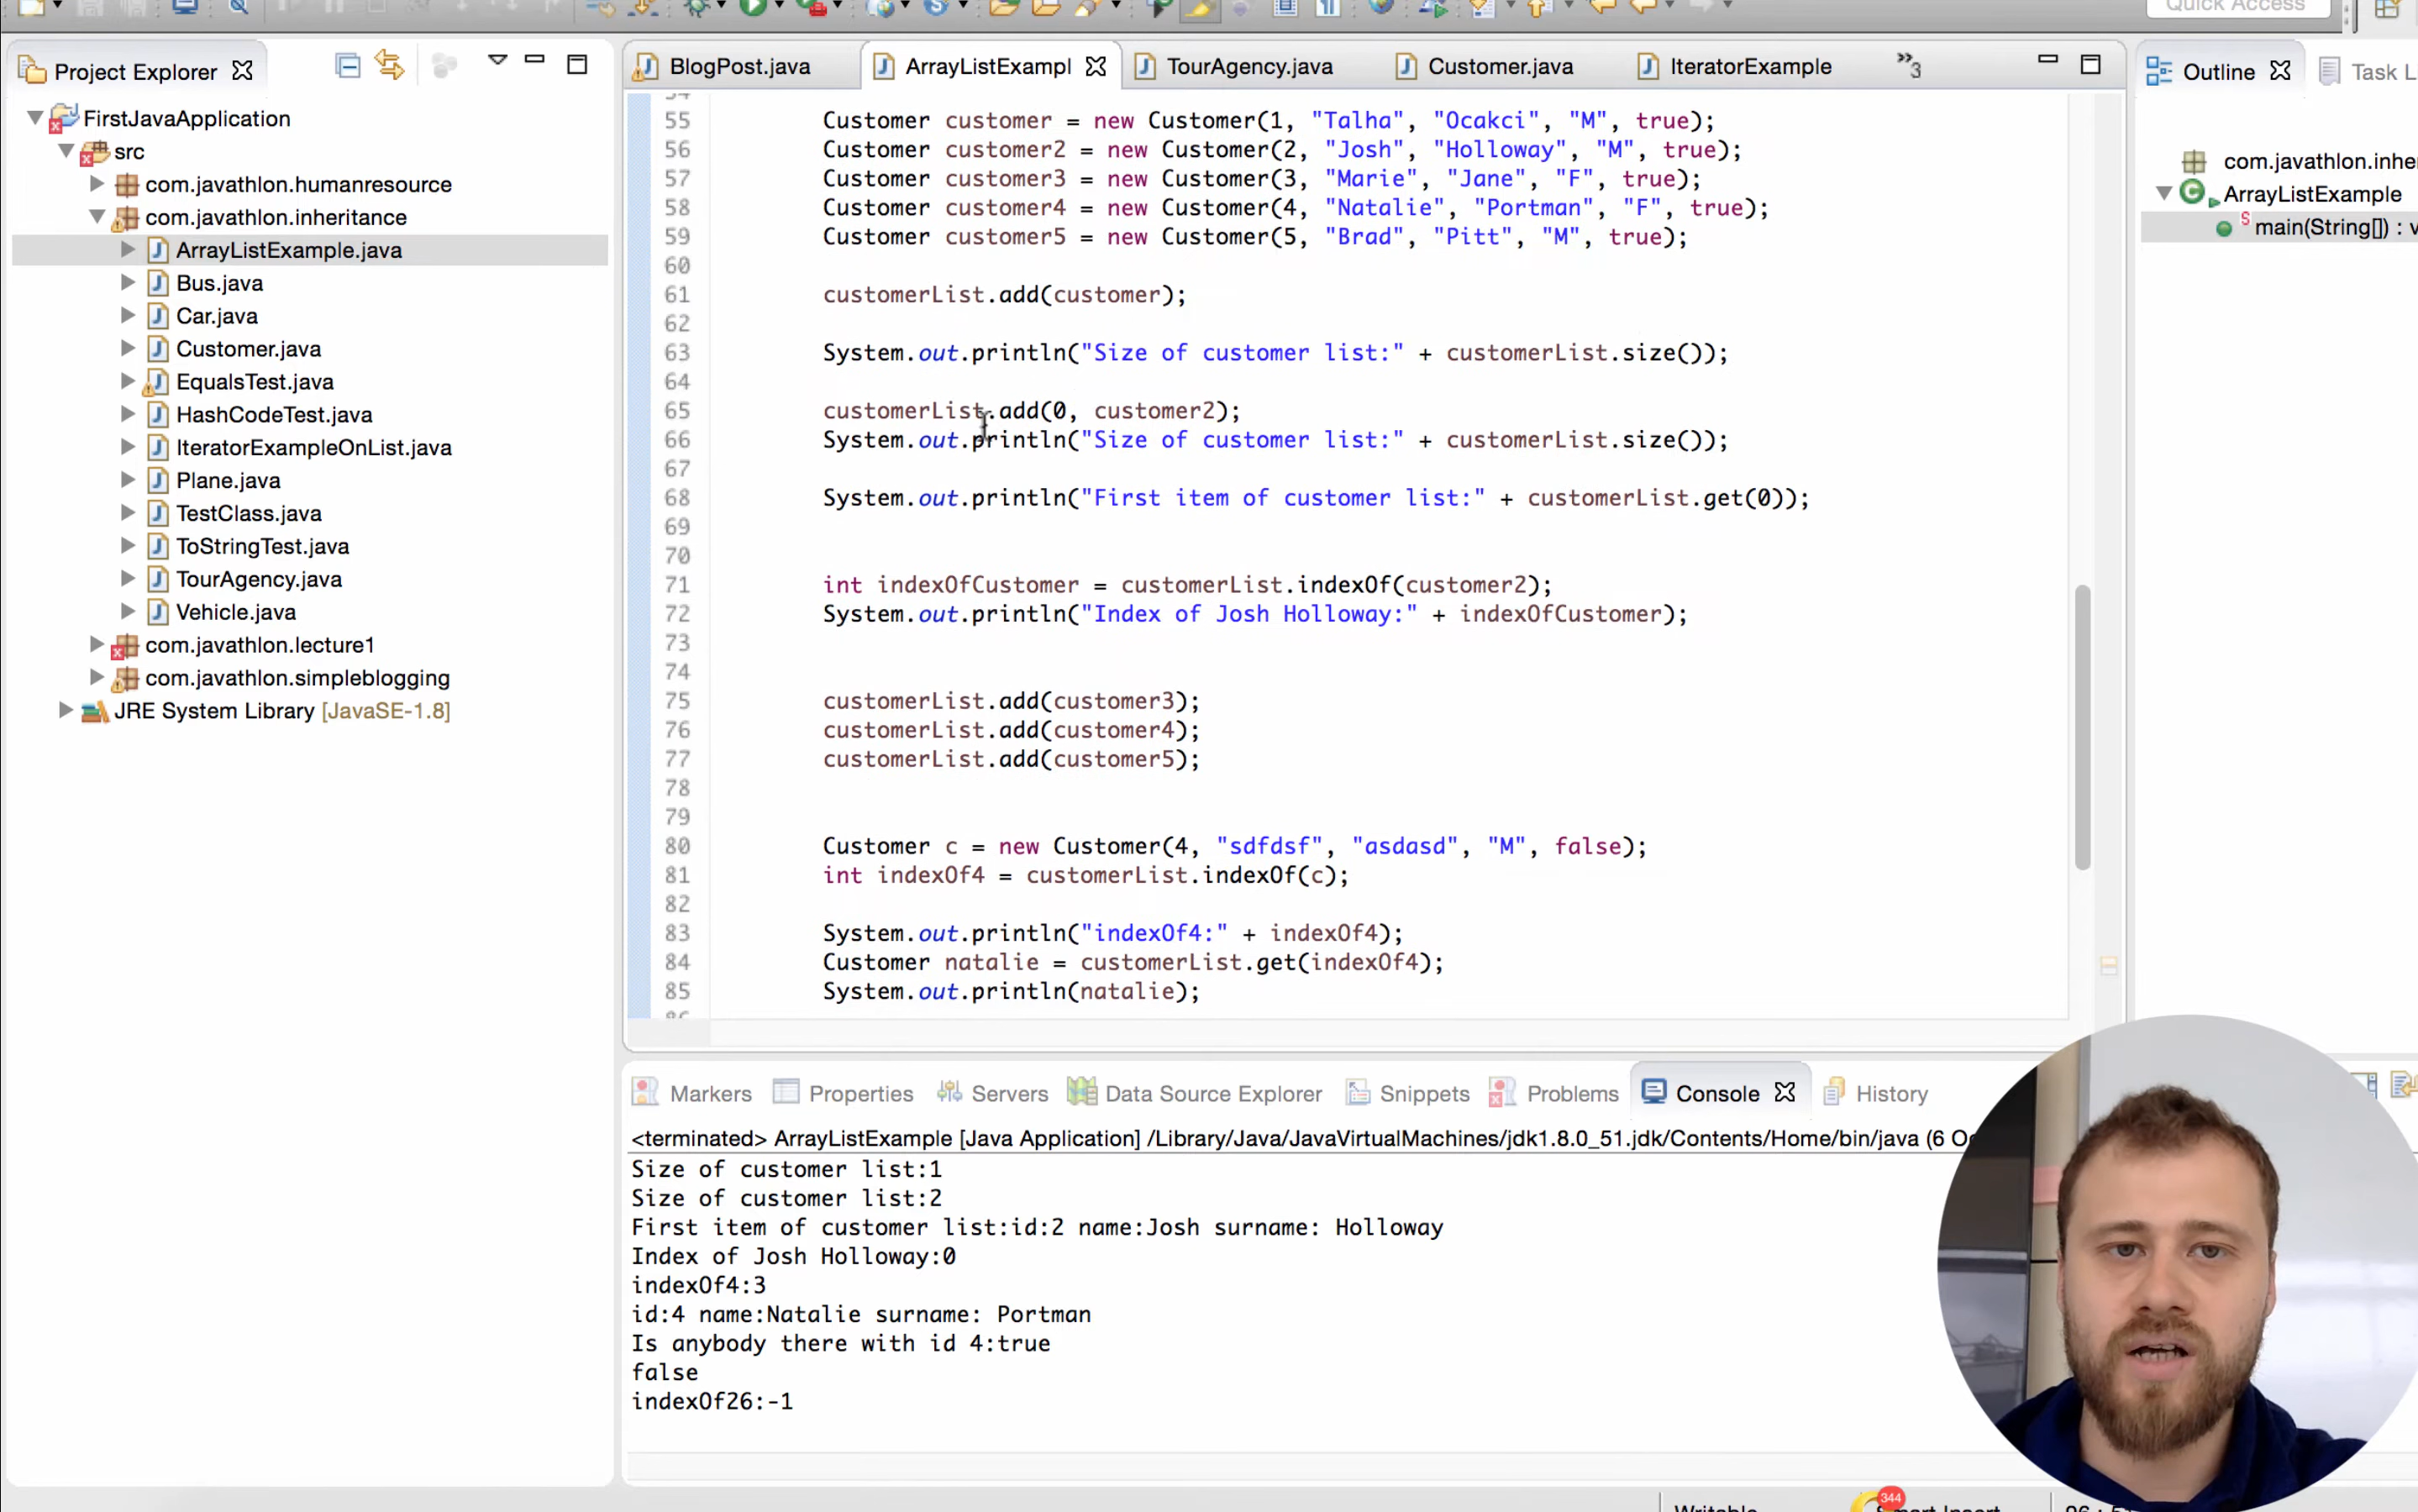 Quick Access
Project Explorer
FirstJavaApplication
src
com.javathlon.humanresource
com.javathlon.inheritance
ArrayListExample.java
Bus.java
Car.java
Customer.java
EqualsTest.java
HashCodeTest.java
IteratorExampleOnList.java
Plane.java
TestClass.java
ToStringTest.java
TourAgency.java
Vehicle.java
com.javathlon.lecture1
com.javathlon.simpleblogging
JRE System Library [JavaSE-1.8]
BlogPost.java ArrayListExampl TourAgency.java Customer.java IteratorExample »3
55 Customer customer = new Customer(1, "Talha", "Ocakci", "M", true);
56 Customer customer2 = new Customer(2, "Josh", "Holloway", "M", true);
57 Customer customer3 = new Customer(3, "Marie", "Jane", "F", true);
58 Customer customer4 = new Customer(4, "Natalie", "Portman", "F", true);
59 Customer customer5 = new Customer(5, "Brad", "Pitt", "M", true);
60
61 customerList.add(customer);
62
63 System.out.println("Size of customer list:" + customerList.size());
64
65 customerList.add(0, customer2);
66 System.out.println("Size of customer list:" + customerList.size());
67
68 System.out.println("First item of customer list:" + customerList.get(0));
69
70
71 int indexOfCustomer = customerList.indexOf(customer2);
72 System.out.println("Index of Josh Holloway:" + indexOfCustomer);
73
74
75 customerList.add(customer3);
76 customerList.add(customer4);
77 customerList.add(customer5);
78
79
80 Customer c = new Customer(4, "sdfdsf", "asdasd", "M", false);
81 int indexOf4 = customerList.indexOf(c);
82
83 System.out.println("indexOf4:" + indexOf4);
84 Customer natalie = customerList.get(indexOf4);
85 System.out.println(natalie);
Outline Task L
com.javathlon.inhe
ArrayListExample
main(String[]) : v
Markers Properties Servers Data Source Explorer Snippets Problems Console History
<terminated> ArrayListExample [Java Application] /Library/Java/JavaVirtualMachines/jdk1.8.0_51.jdk/Contents/Home/bin/java (6 O
Size of customer list:1
Size of customer list:2
First item of customer list:id:2 name:Josh surname: Holloway
Index of Josh Holloway:0
indexOf4:3
id:4 name:Natalie surname: Portman
Is anybody there with id 4:true
false
indexOf26:-1
Writable 344 Insert